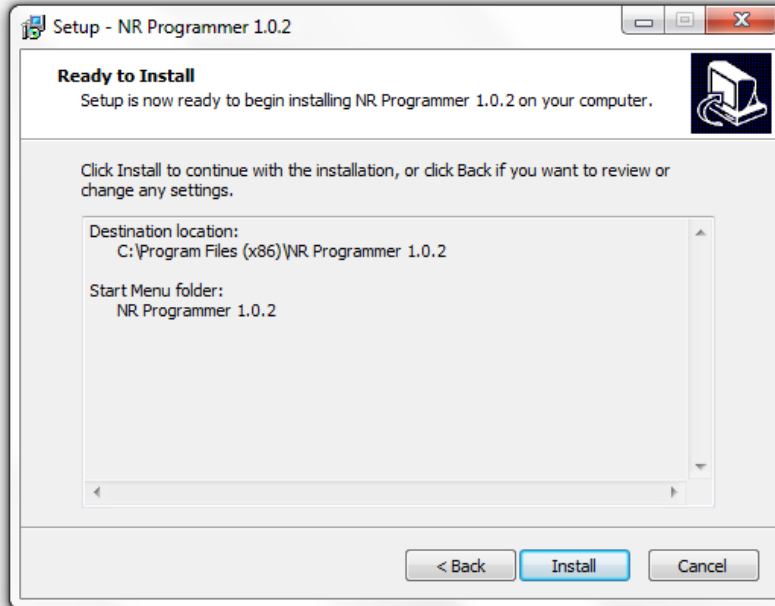 Setup - NR Programmer 1.0.2
Ready to Install
Setup is now ready to begin installing NR Programmer 1.0.2 on your computer.
Click Install to continue with the installation, or click Back if you want to review or
change any settings.
Destination location:
C:\Program Files (x86)\NR Programmer 1.0.2
Start Menu folder:
NR Programmer 1.0.2
< Back
Install
Cancel